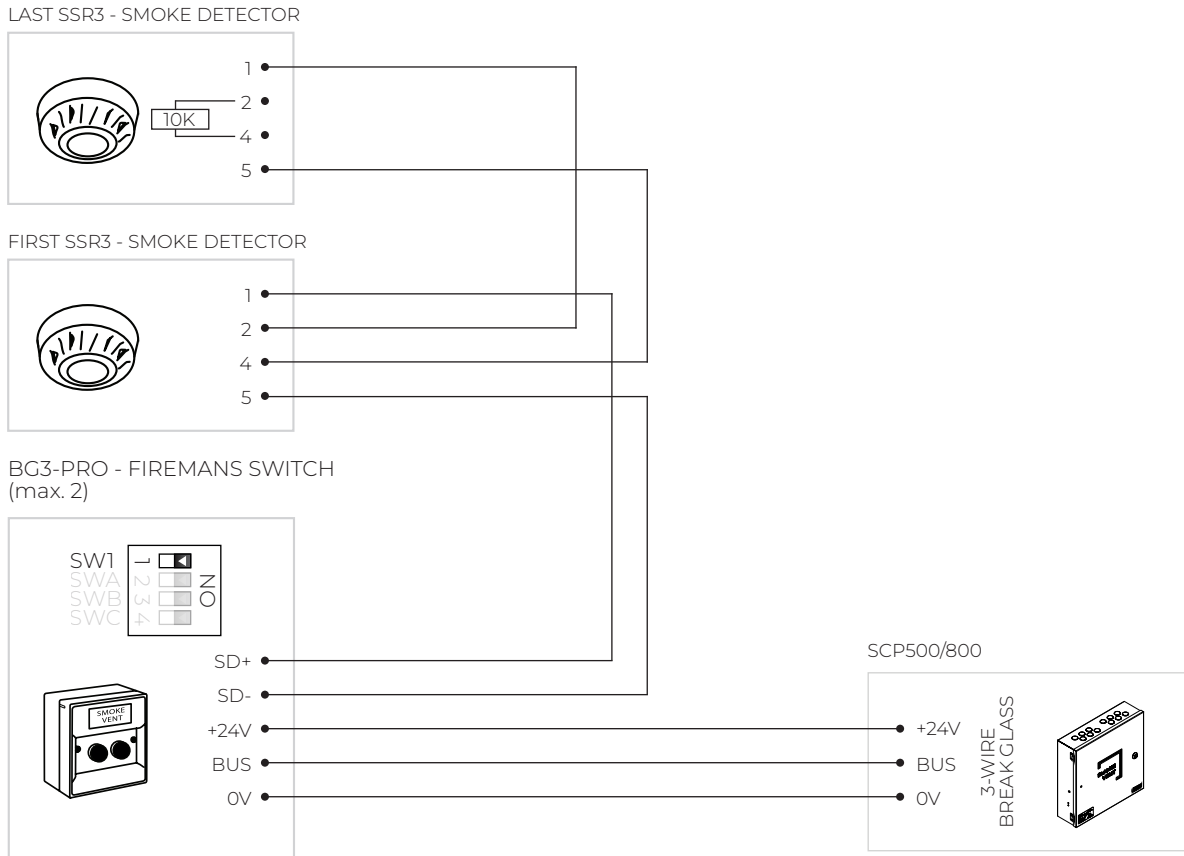 LAST SSR3 - SMOKE DETECTOR
1
2
10K
4
5
FIRST SSR3 - SMOKE DETECTOR
1
2
4
5
BG3-PRO - FIREMANS SWITCH
(max. 2)
SW1 1
SWA 2
SWB 3
SWC 4
ON
SD+
SD-
+24V
BUS
0V
SMOKE
VENT
SCP500/800
+24V
BUS
0V
3-WIRE
BREAK GLASS